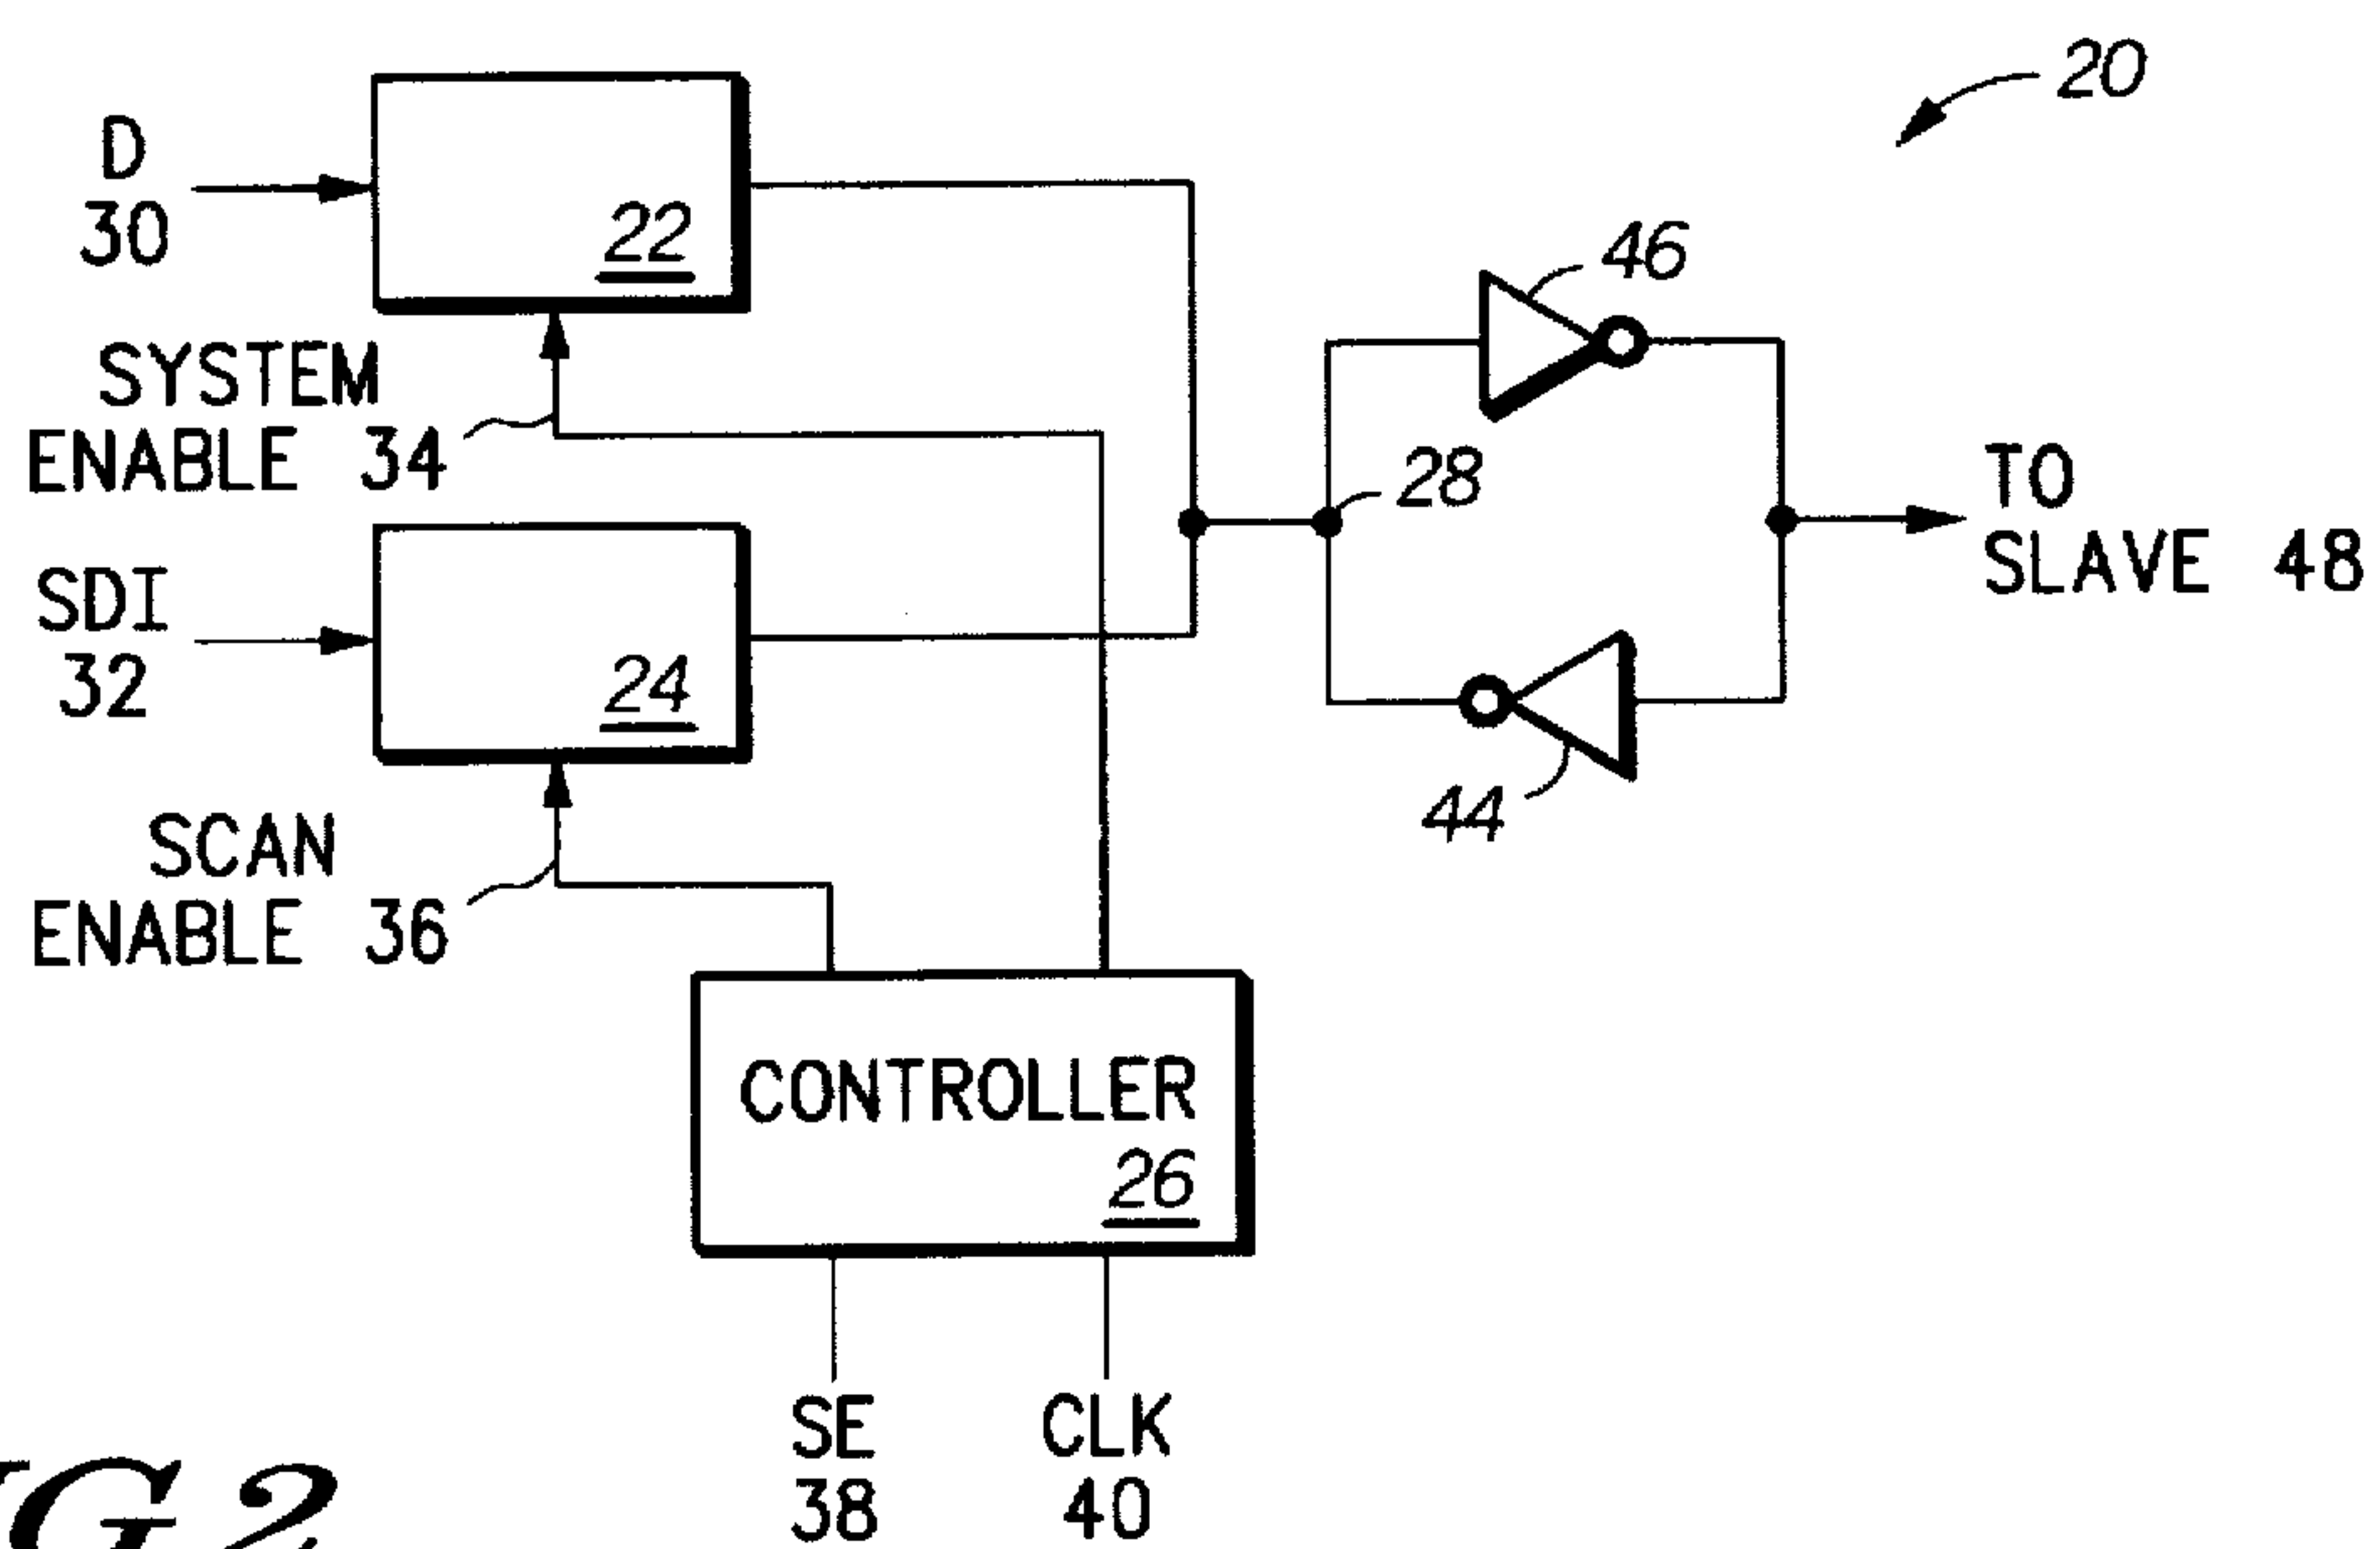 20
D
30
22
46
SYSTEM
ENABLE 34
28
TO
SLAVE 48
SDI
32
24
44
SCAN
ENABLE 36
CONTROLLER
26
SE
38
CLK
40
G 2